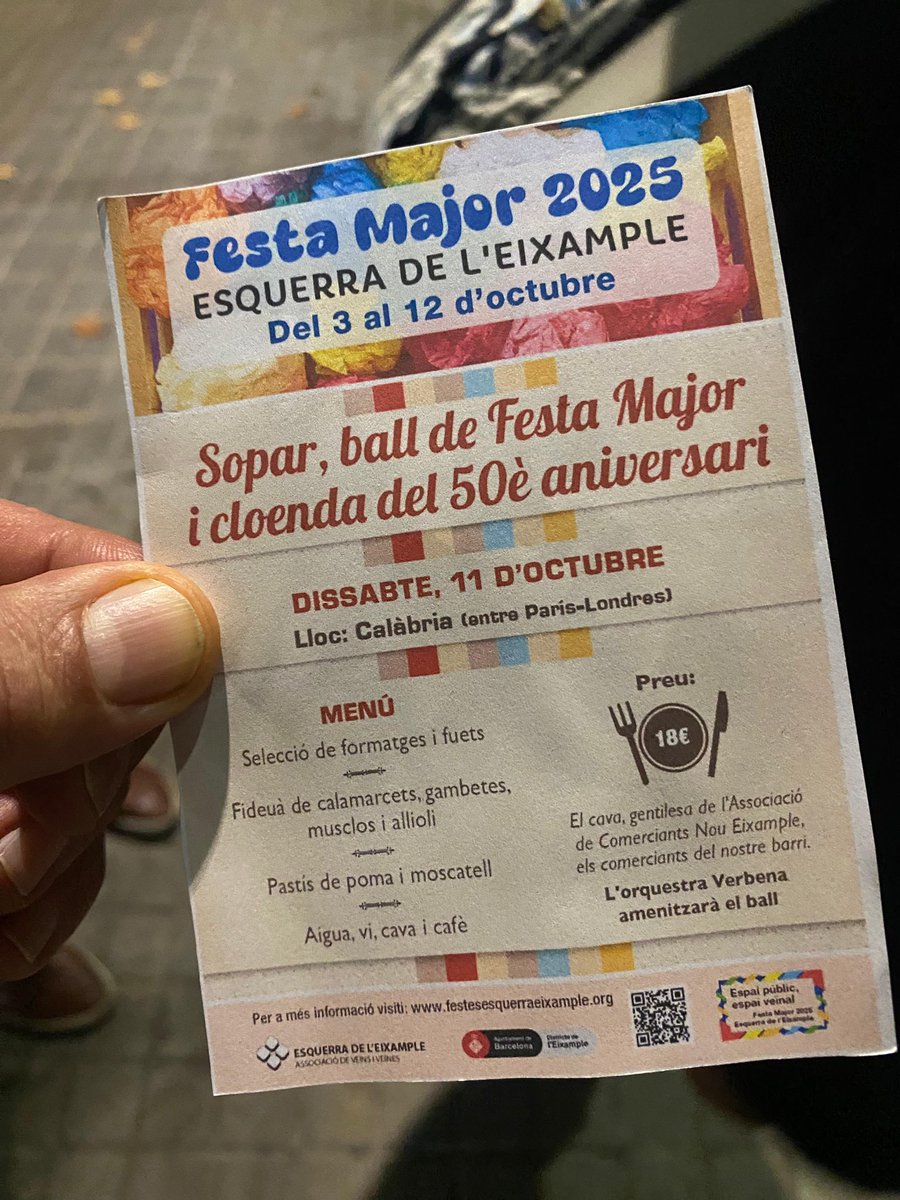 Festa Major 2025
ESQUERRA DE L'EIXAMPLE
Del 3 al 12 d'octubre
Sopar, ball de Festa Major
i cloenda del 50è aniversari
DISSABTE, 11 D'OCTUBRE
Lloc: Calàbria (entre París-Londres)
MENÚ
Selecció de formatges i fuets
Fideuà de calamarcets, gambetes,
musclos i allioli
Pastís de poma i moscatell
Aigua, vi, cava i cafè
Preu:
18€
El cava, gentilesa de l'Associació
de Comerciants Nou Eixample,
els comerciants del nostre barri.
L'orquestra Verbena
amenitzarà el ball
Per a més informació visiti: www.festesesquerraeixample.org
ESQUERRA DE L'EIXAMPLE
ASSOCIACIÓ DE VEÏNS I VEÏNES
Ajuntament de
Barcelona
Districte de
l'Eixample
Espai públic,
espai veïnal
Festa Major 2025
Esquerra de l'Eixample